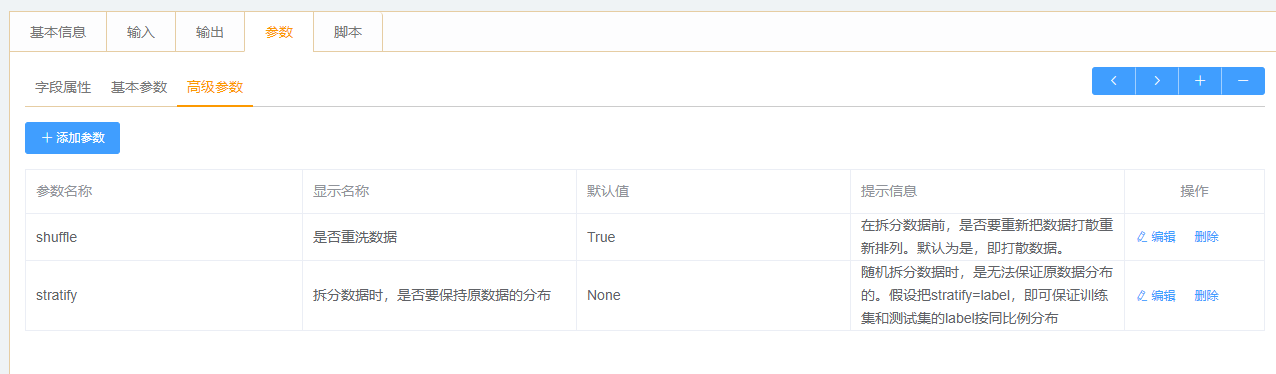 基本信息 输入 输出 参数 脚本
字段属性 基本参数 高级参数
添加参数
参数名称 显示名称 默认值 提示信息 操作
shuffle 是否重洗数据 True 在拆分数据前，是否要重新把数据打散重
新排列。默认为是，即打散数据。
编辑 删除
stratify 拆分数据时，是否要保持原数据的分布 None 随机拆分数据时，是无法保证原数据分布
的。假设把stratify=label，即可保证训练
集和测试集的label按同比例分布
编辑 删除